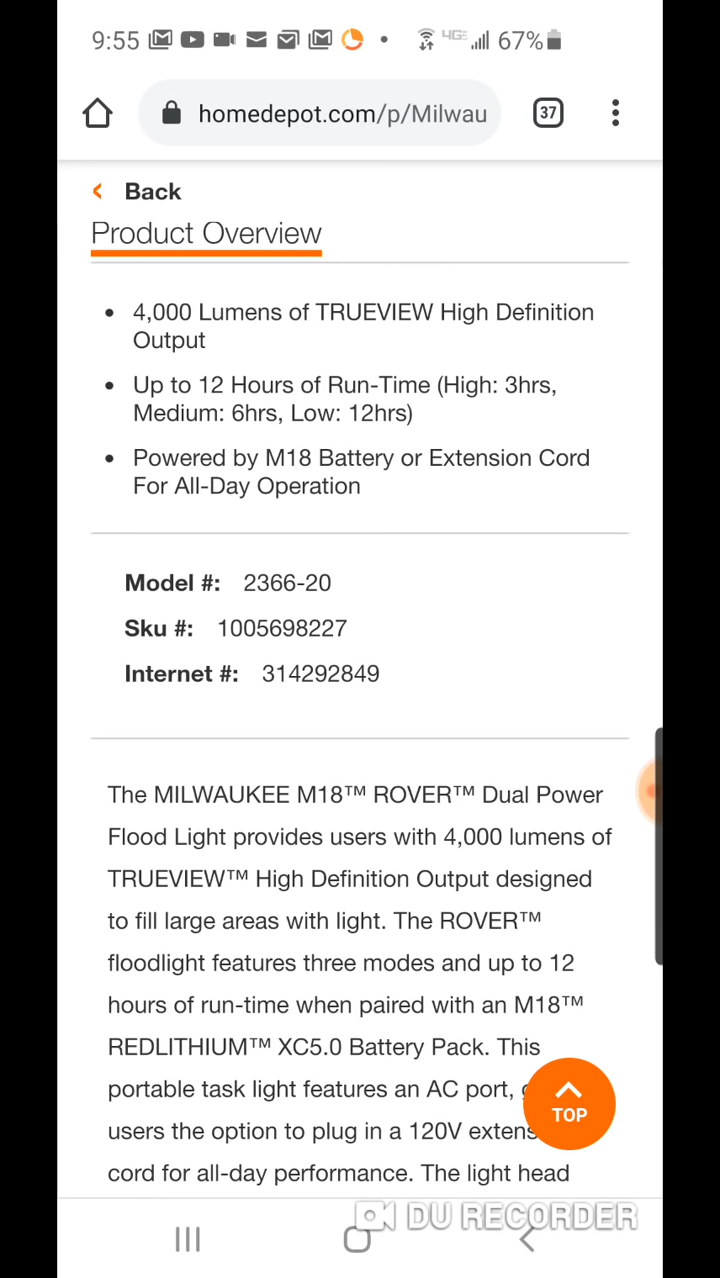 9:55 4GE 67%
homedepot.com/p/Milwau 37
Back
Product Overview
• 4,000 Lumens of TRUEVIEW High Definition
Output
• Up to 12 Hours of Run-Time (High: 3hrs,
Medium: 6hrs, Low: 12hrs)
• Powered by M18 Battery or Extension Cord
For All-Day Operation
Model #: 2366-20
Sku #: 1005698227
Internet #: 314292849
The MILWAUKEE M18™ ROVER™ Dual Power
Flood Light provides users with 4,000 lumens of
TRUEVIEW™ High Definition Output designed
to fill large areas with light. The ROVER™
floodlight features three modes and up to 12
hours of run-time when paired with an M18™
REDLITHIUM™ XC5.0 Battery Pack. This
portable task light features an AC port,
users the option to plug in a 120V extens
cord for all-day performance. The light head
TOP
DU RECORDER